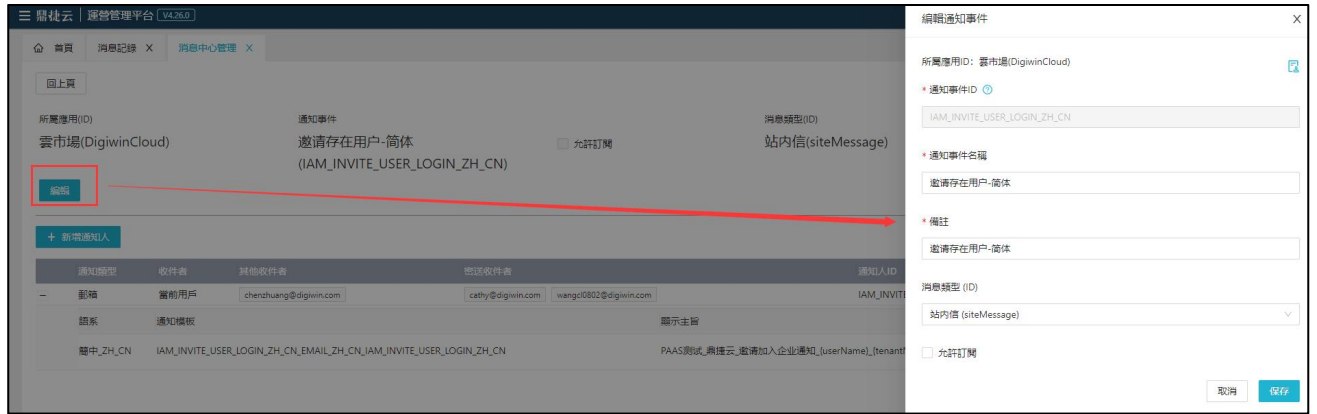 鼎捷云 運營管理平台 V4.26.0
首頁 消息記錄 X 消息中心管理 X
回上頁
所屬應用(ID) 通知事件 消息類型(ID)
雲市場(DigiwinCloud) 邀请存在用户-简体 允許訂閱 站内信(siteMessage)
(IAM_INVITE_USER_LOGIN_ZH_CN)
编辑
+ 新增通知人
通知類型 收件者 其他收件者 密送收件者 通知人ID
郵箱 當前用戶 chenzhuang@digiwin.com cathy@digiwin.com wangcl0802@digiwin.com IAM_INVITE
語系 通知模板 顯示主旨
簡中_ZH_CN IAM_INVITE_USER_LOGIN_ZH_CN_EMAIL_ZH_CN_IAM_INVITE_USER_LOGIN_ZH_CN PAAS测试_鼎捷云_邀请加入企业通知_{userName}_{tenant
編輯通知事件 X
所屬應用ID：雲市場(DigiwinCloud)
* 通知事件ID ?
IAM_INVITE_USER_LOGIN_ZH_CN
* 通知事件名稱
邀请存在用户-简体
* 備註
邀请存在用户-简体
消息類型 (ID)
站内信 (siteMessage)
允許訂閱
取消 保存